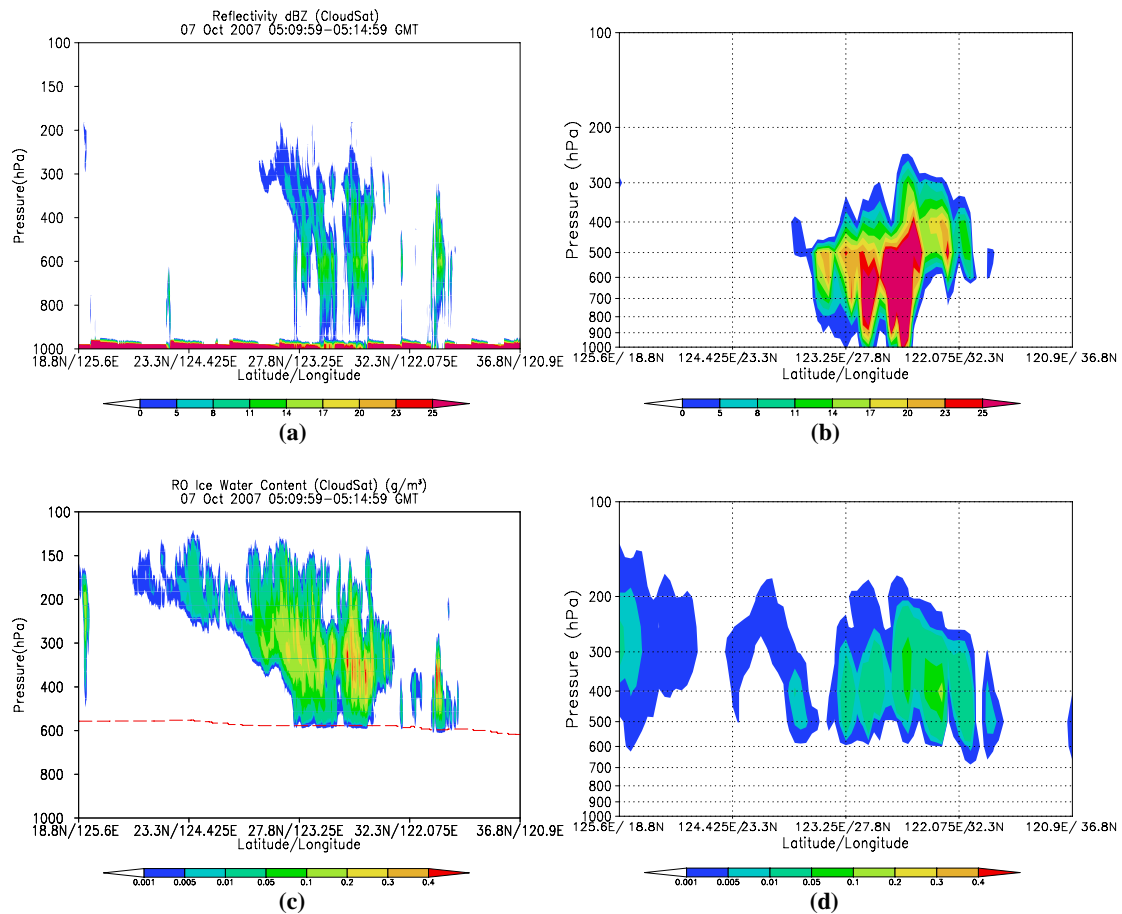 Reflectivity dBZ (CloudSat)
07 Oct 2007 05:09:59-05:14:59 GMT
Pressure(hPa)
100
150
200
300
400
600
800
1000
18.8N/125.6E 23.3N/124.425E 27.8N/123.25E 32.3N/122.075E 36.8N/120.9E
Latitude/Longitude
0 5 8 11 14 17 20 23 25
(a)
Pressure (hPa)
100
200
300
400
500
600
700
800
900
1000
125.6E/18.8N 124.425E/23.3N 123.25E/27.8N 122.075E/32.3N 120.9E/36.8N
Latitude/Longitude
0 5 8 11 14 17 20 23 25
(b)
RO Ice Water Content (CloudSat) (g/m³)
07 Oct 2007 05:09:59-05:14:59 GMT
Pressure(hPa)
100
150
200
300
400
600
800
1000
18.8N/125.6E 23.3N/124.425E 27.8N/123.25E 32.3N/122.075E 36.8N/120.9E
Latitude/Longitude
0.001 0.005 0.01 0.05 0.1 0.2 0.3 0.4
(c)
Pressure (hPa)
100
200
300
400
500
600
700
800
900
1000
125.6E/18.8N 124.425E/23.3N 123.25E/27.8N 122.075E/32.3N 120.9E/36.8N
Latitude/Longitude
0.001 0.005 0.01 0.05 0.1 0.2 0.3 0.4
(d)